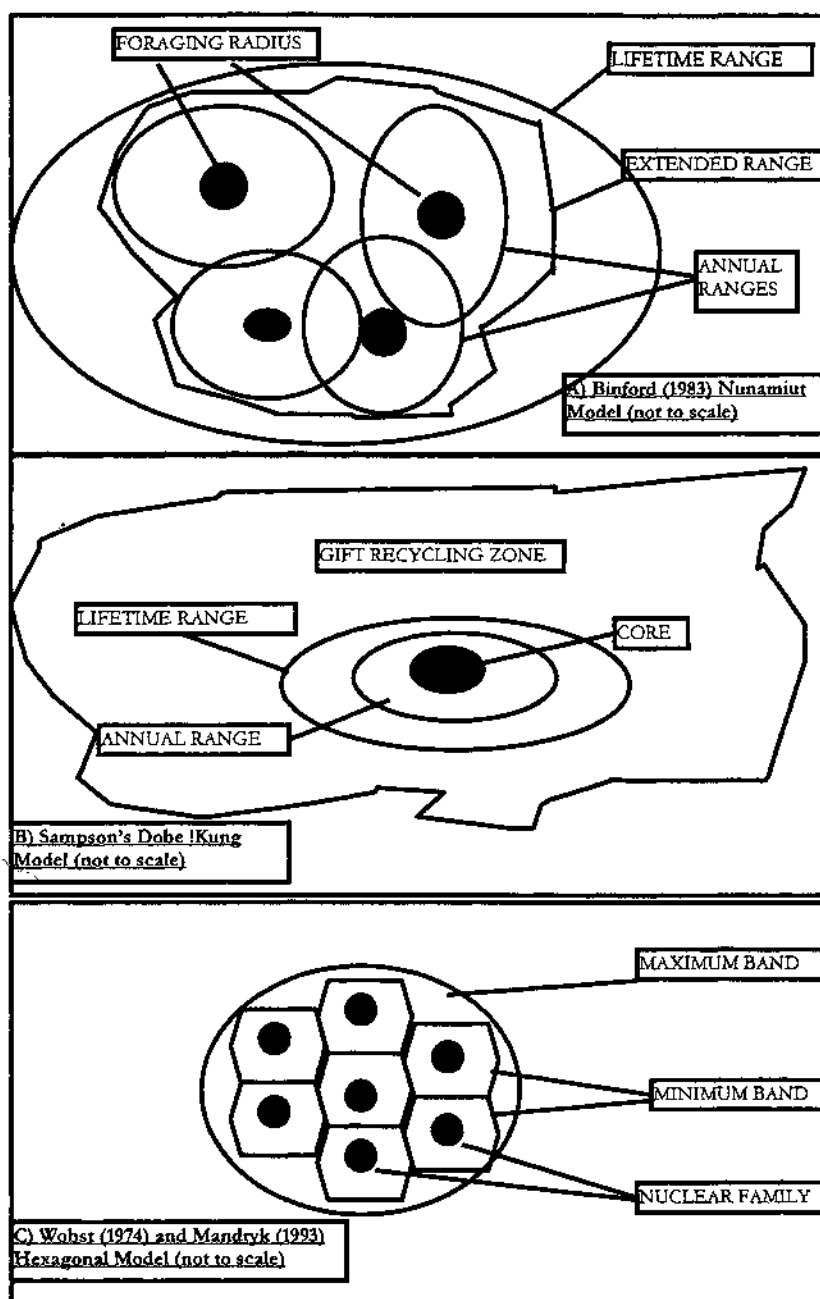 FORAGING RADIUS
LIFETIME RANGE
EXTENDED RANGE
ANNUAL
RANGES
A) Binford (1983) Nunamiut
Model (not to scale)
GIFT RECYCLING ZONE
LIFETIME RANGE
CORE
ANNUAL RANGE
B) Sampson's Dobe !Kung
Model (not to scale)
MAXIMUM BAND
MINIMUM BAND
NUCLEAR FAMILY
C) Wobst (1974) and Mandryk (1993)
Hexagonal Model (not to scale)